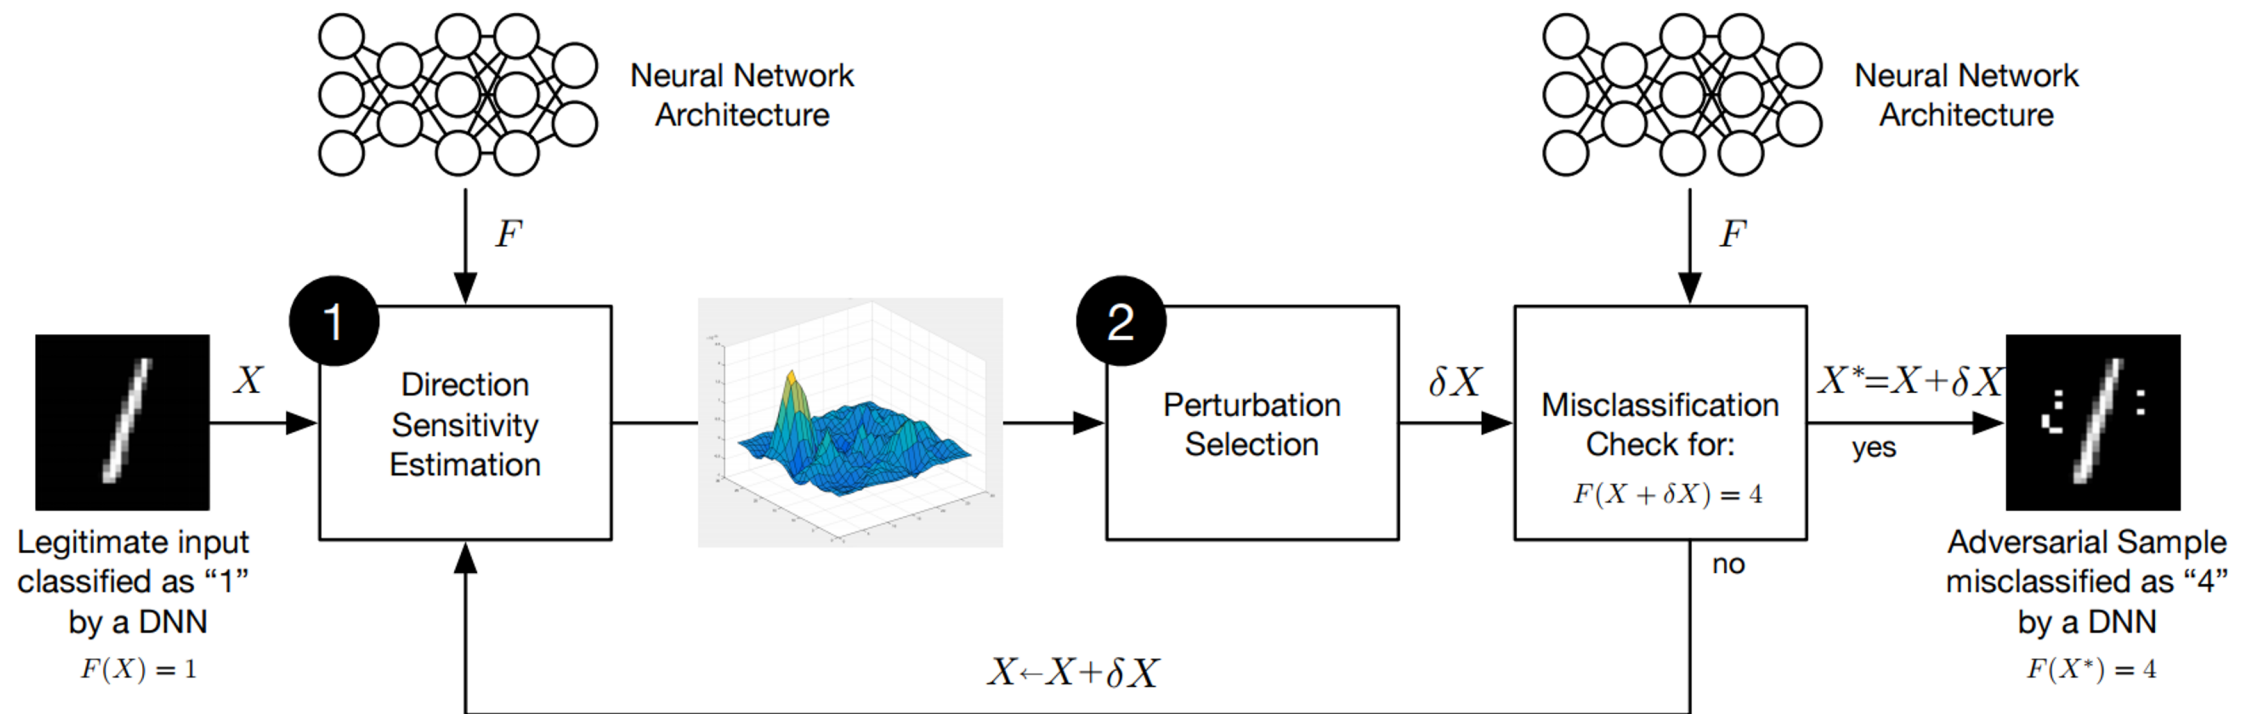 Neural Network
Architecture
Neural Network
Architecture
F
F
1
2
X
Direction
Sensitivity
Estimation
Perturbation
Selection
δX
Misclassification
Check for:
F(X + δX) = 4
X*=X+δX
yes
no
Legitimate input
classified as “1”
by a DNN
F(X) = 1
Adversarial Sample
misclassified as “4”
by a DNN
F(X*) = 4
X←X+δX